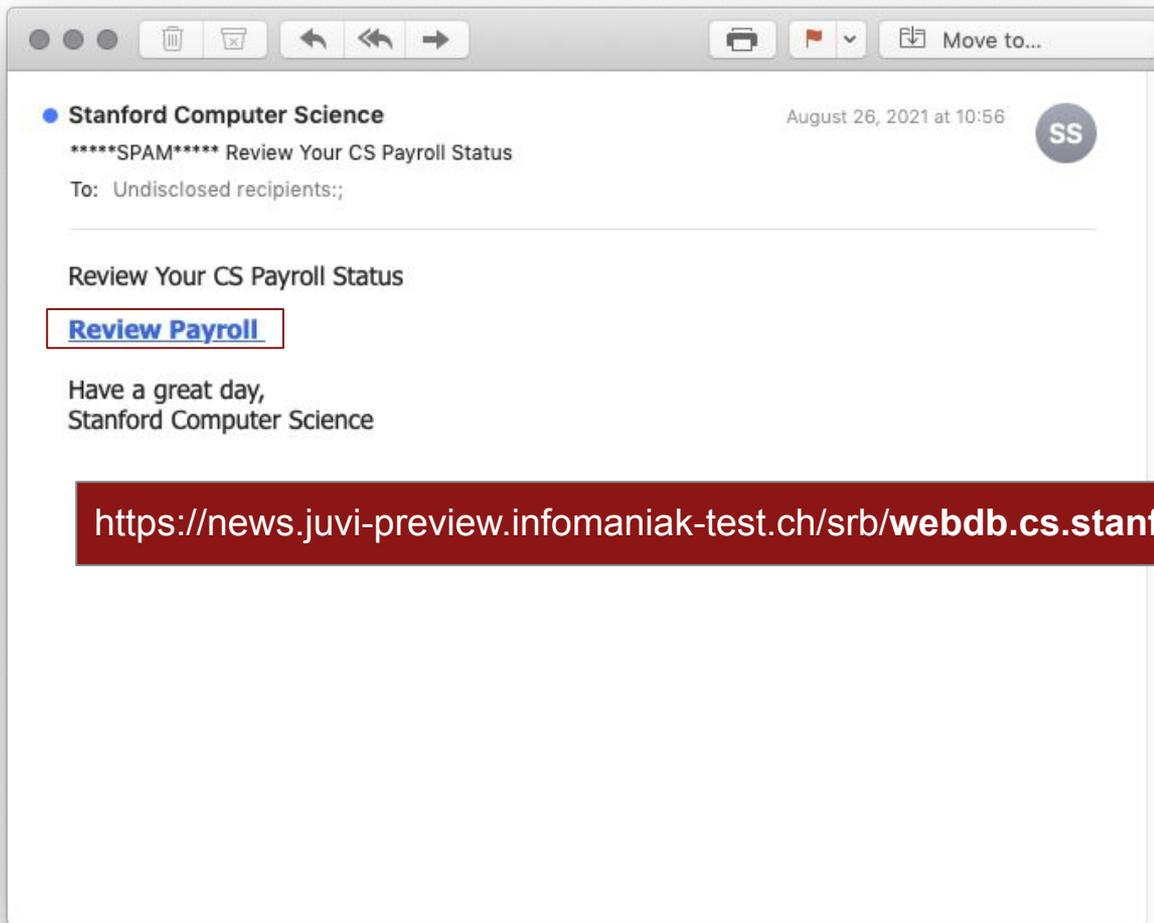 Move to...
Stanford Computer Science
August 26, 2021 at 10:56
SS
*****SPAM***** Review Your CS Payroll Status
To: Undisclosed recipients:;
Review Your CS Payroll Status
Review Payroll
Have a great day,
Stanford Computer Science
https://news.juvi-preview.infomaniak-test.ch/srb/webdb.cs.stanf